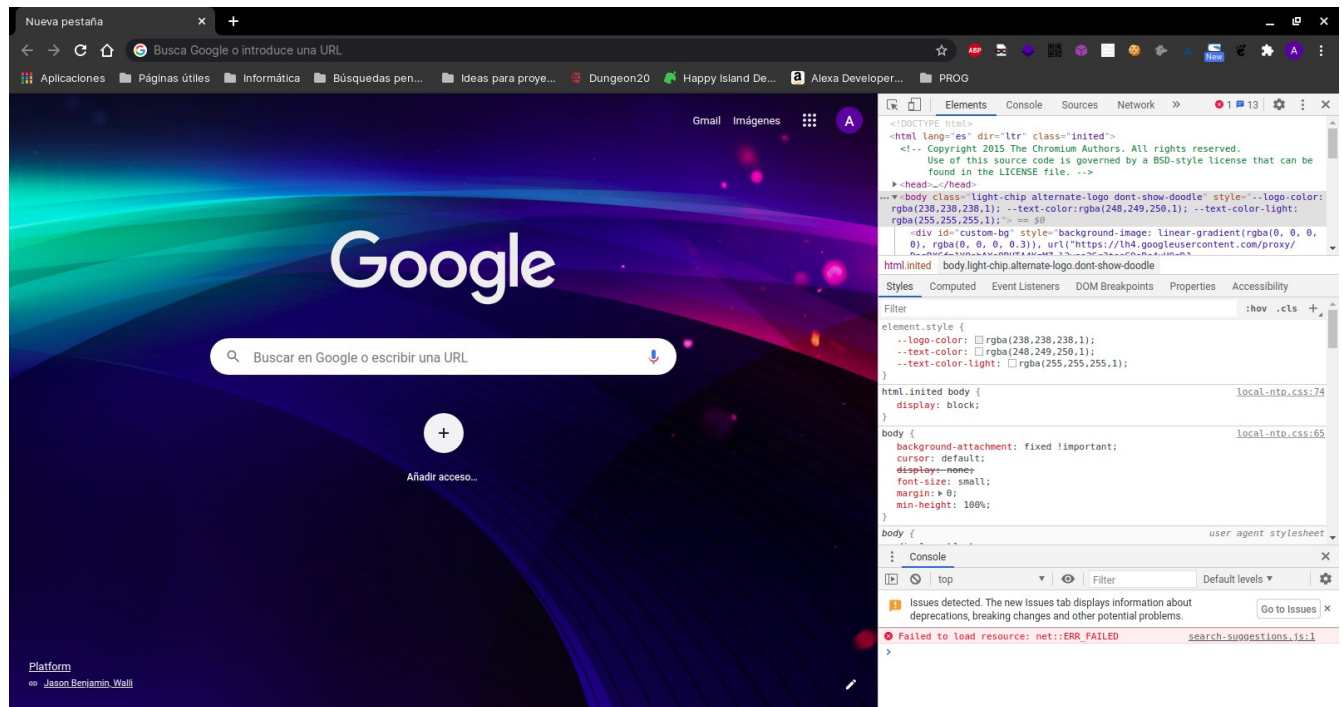 Nueva pestaña
Busca Google o introduce una URL
ABP
New
A
Aplicaciones Páginas útiles Informática Búsquedas pen... Ideas para proye... Dungeon20 Happy Island De... Alexa Developer... PROG
Gmail Imágenes A
Google
Buscar en Google o escribir una URL
Añadir acceso...
Platform
Jason Benjamin, Walli
Elements Console Sources Network » 1 13
<!DOCTYPE html>
<html lang="es" dir="ltr" class="inited">
<!-- Copyright 2015 The Chromium Authors. All rights reserved.
Use of this source code is governed by a BSD-style license that can be
found in the LICENSE file. -->
<head>…</head>
<body class="light-chip alternate-logo dont-show-doodle" style="--logo-color:
rgba(238,238,238,1); --text-color:rgba(248,249,250,1); --text-color-light:
rgba(255,255,255,1);"> == $0
<div id="custom-bg" style="background-image: linear-gradient(rgba(0, 0, 0,
0), rgba(0, 0, 0, 0.3)), url("https://lh4.googleusercontent.com/proxy/
html.inited body.light-chip.alternate-logo.dont-show-doodle
Styles Computed Event Listeners DOM Breakpoints Properties Accessibility
Filter :hov .cls +
element.style {
--logo-color: rgba(238,238,238,1);
--text-color: rgba(248,249,250,1);
--text-color-light: rgba(255,255,255,1);
}
html.inited body { local-ntp.css:74
display: block;
}
body { local-ntp.css:65
background-attachment: fixed !important;
cursor: default;
display: none;
font-size: small;
margin: 0;
min-height: 100%;
}
body { user agent stylesheet
Console
top Filter Default levels
Issues detected. The new Issues tab displays information about
deprecations, breaking changes and other potential problems.
Go to Issues
Failed to load resource: net::ERR_FAILED search-suggestions.js:1